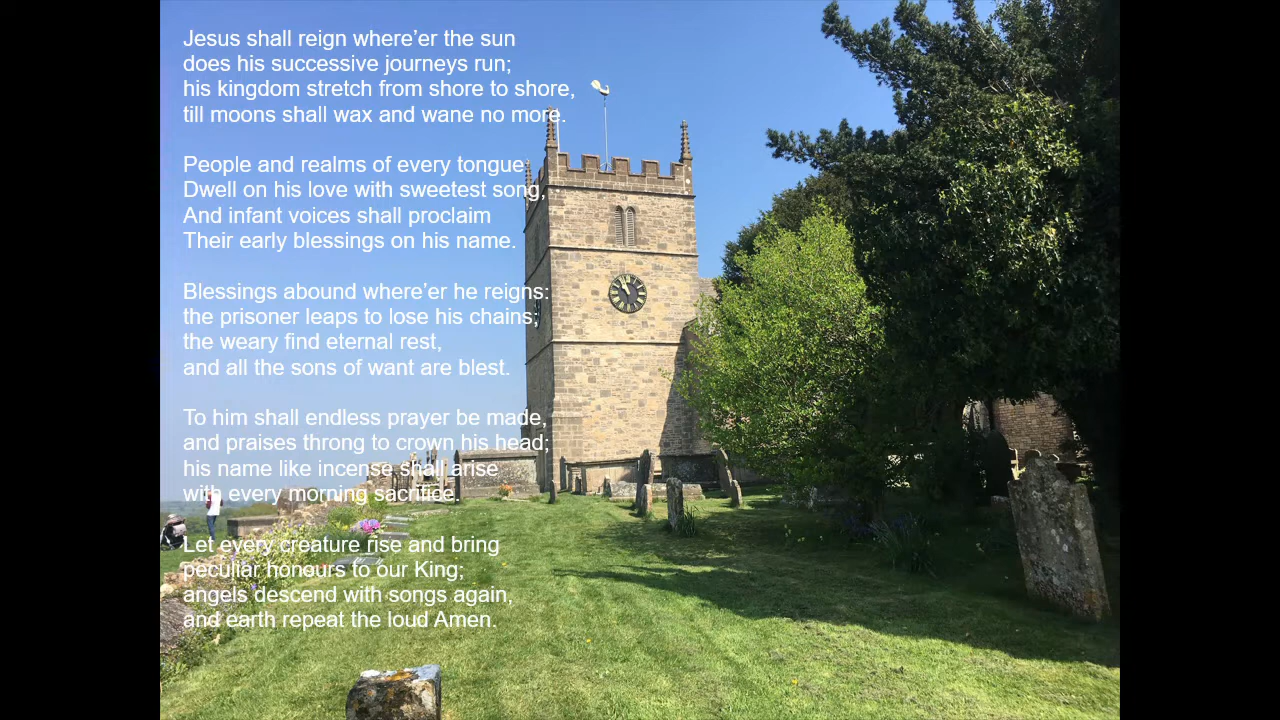 Jesus shall reign where’er the sun
does his successive journeys run;
his kingdom stretch from shore to shore,
till moons shall wax and wane no more.
People and realms of every tongue
Dwell on his love with sweetest song,
And infant voices shall proclaim
Their early blessings on his name.
Blessings abound where’er he reigns:
the prisoner leaps to lose his chains;
the weary find eternal rest,
and all the sons of want are blest.
To him shall endless prayer be made,
and praises throng to crown his head;
his name like incense shall arise
with every morning sacrifice.
Let every creature rise and bring
peculiar honours to our King;
angels descend with songs again,
and earth repeat the loud Amen.